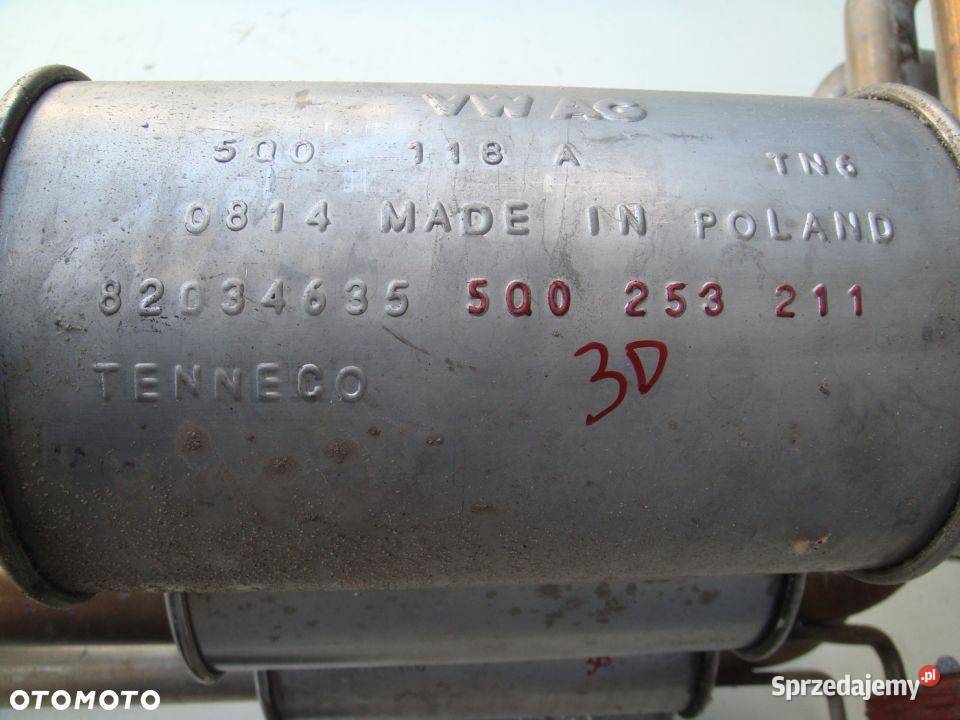 VW AG
5Q0 118 A TN6
0814 MADE IN POLAND
82034635 5Q0 253 211
TENNECO
3D
OTOMOTO
Sprzedajemy.pl